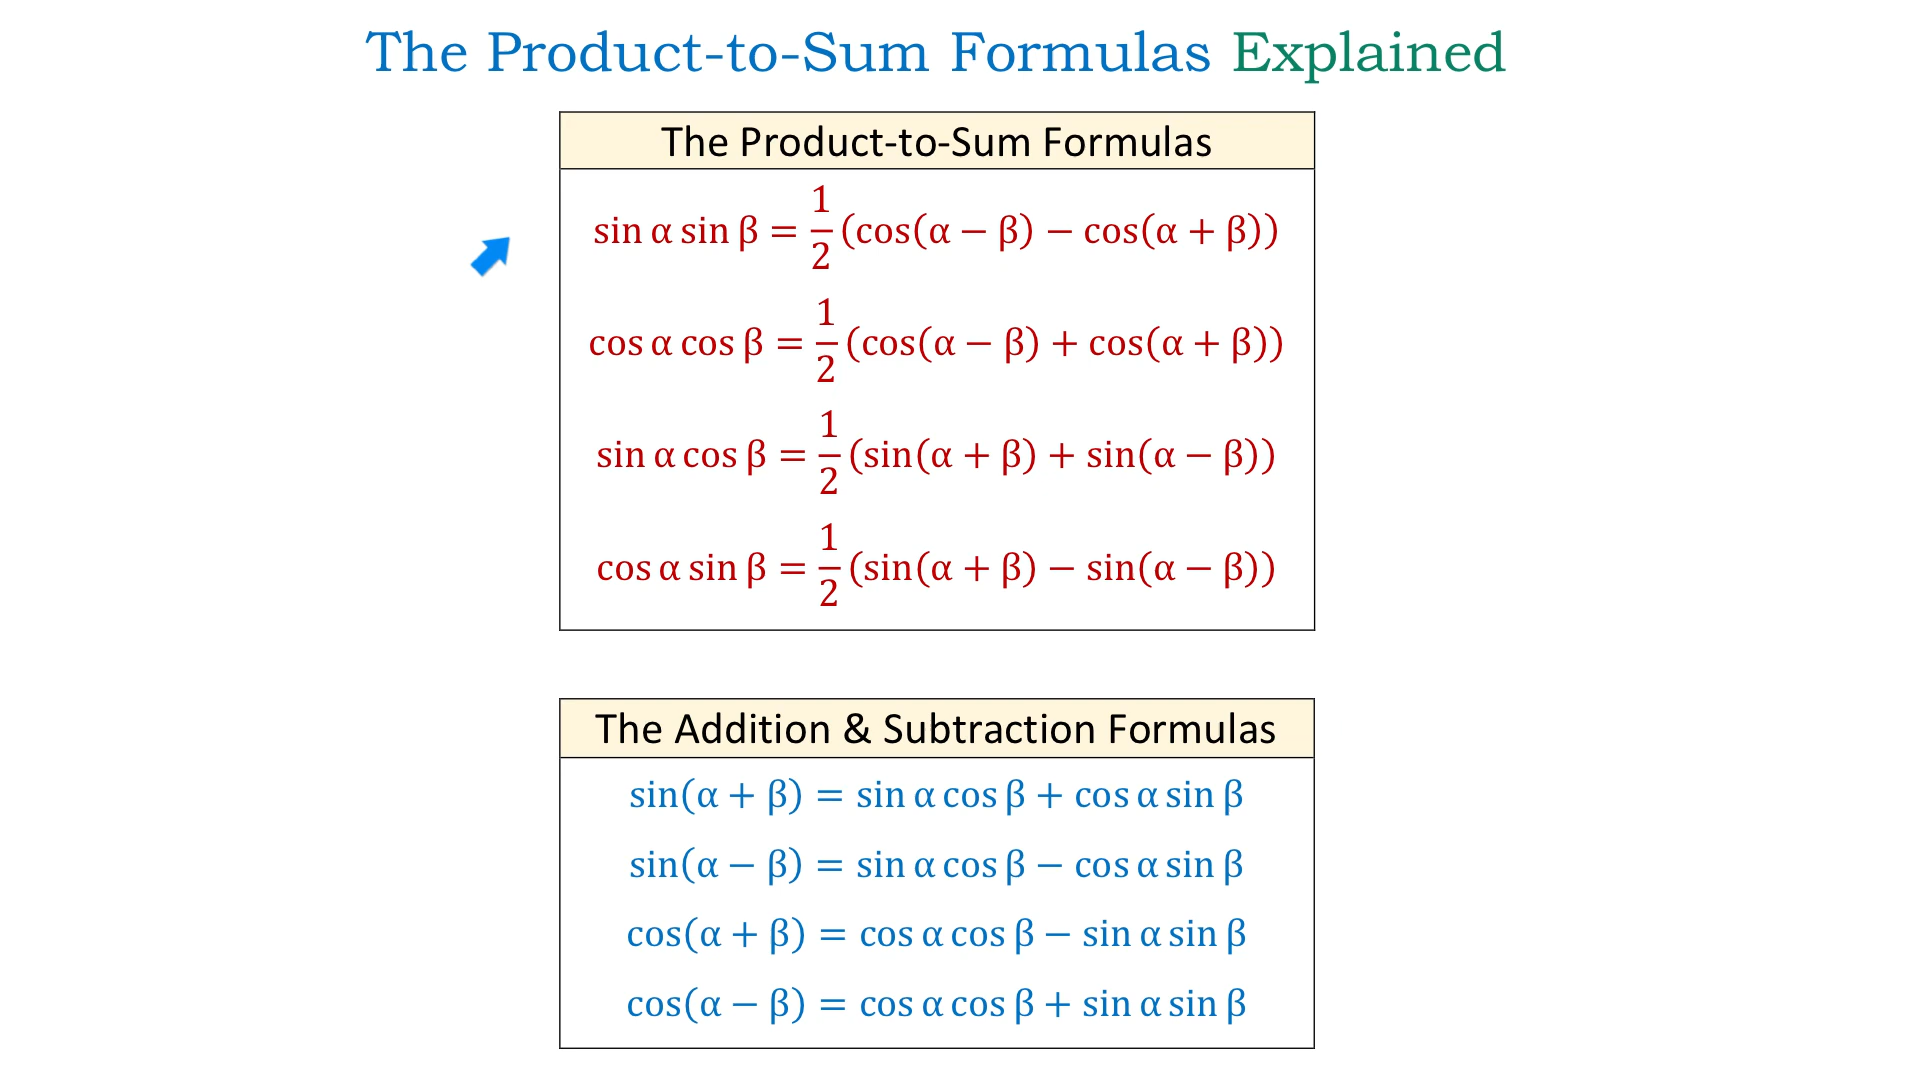 The Product-to-Sum Formulas Explained
The Product-to-Sum Formulas
sin α sin β = 1/2 (cos(α − β) − cos(α + β))
cos α cos β = 1/2 (cos(α − β) + cos(α + β))
sin α cos β = 1/2 (sin(α + β) + sin(α − β))
cos α sin β = 1/2 (sin(α + β) − sin(α − β))
The Addition & Subtraction Formulas
sin(α + β) = sin α cos β + cos α sin β
sin(α − β) = sin α cos β − cos α sin β
cos(α + β) = cos α cos β − sin α sin β
cos(α − β) = cos α cos β + sin α sin β